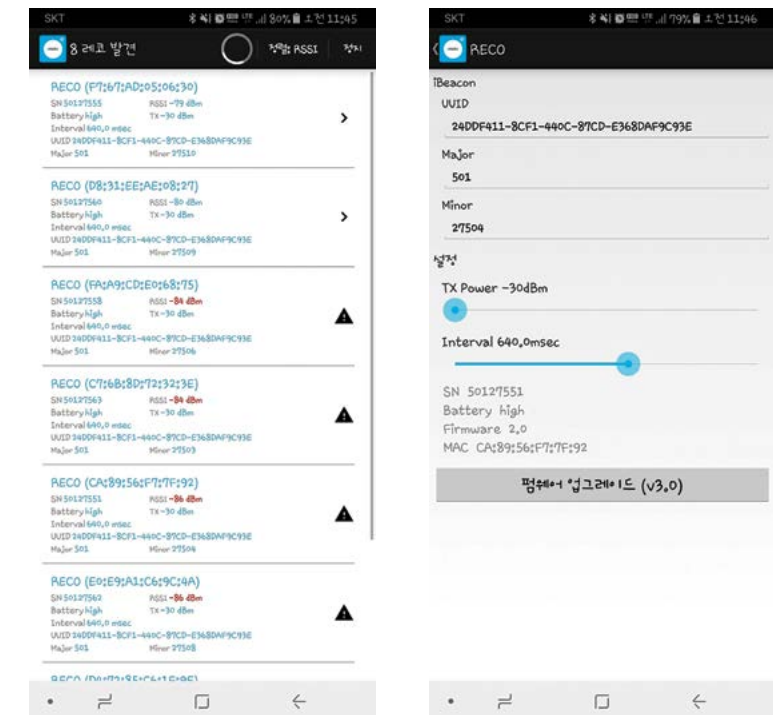 SKT 80% 오전 11:45
8 레코 발견 정렬: RSSI 정지
RECO (F7:67:AD:05:06:30)
SN 50127555 RSSI -79 dBm
Battery high TX -30 dBm
Interval 640.0 msec
UUID 24DDF411-8CF1-440C-87CD-E368DAF9C93E
Major 501 Minor 27510
RECO (D8:31:EE:AE:08:27)
SN 50127560 RSSI -80 dBm
Battery high TX -30 dBm
Interval 640.0 msec
UUID 24DDF411-8CF1-440C-87CD-E368DAF9C93E
Major 501 Minor 27509
RECO (FA:A9:CD:E0:68:75)
SN 50127558 RSSI -84 dBm
Battery high TX -30 dBm
Interval 640.0 msec
UUID 24DDF411-8CF1-440C-87CD-E368DAF9C93E
Major 501 Minor 27506
RECO (C7:6B:8D:72:32:3E)
SN 50127563 RSSI -84 dBm
Battery high TX -30 dBm
Interval 640.0 msec
UUID 24DDF411-8CF1-440C-87CD-E368DAF9C93E
Major 501 Minor 27503
RECO (CA:89:56:F7:7F:92)
SN 50127551 RSSI -86 dBm
Battery high TX -30 dBm
Interval 640.0 msec
UUID 24DDF411-8CF1-440C-87CD-E368DAF9C93E
Major 501 Minor 27504
RECO (E0:E9:A1:C6:9C:4A)
SN 50127562 RSSI -86 dBm
Battery high TX -30 dBm
Interval 640.0 msec
UUID 24DDF411-8CF1-440C-87CD-E368DAF9C93E
Major 501 Minor 27508
RECO
SKT 79% 오전 11:46
RECO
iBeacon
UUID
24DDF411-8CF1-440C-87CD-E368DAF9C93E
Major
501
Minor
27504
설정
TX Power -30dBm
Interval 640.0msec
SN 50127551
Battery high
Firmware 2.0
MAC CA:89:56:F7:7F:92
펌웨어 업그레이드 (v3.0)